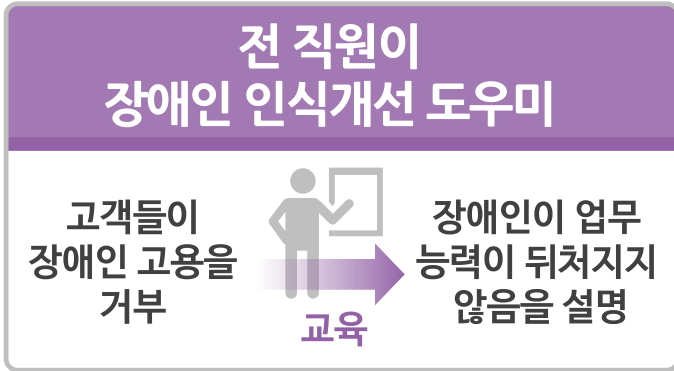 전 직원이
장애인 인식개선 도우미
고객들이
장애인 고용을
거부
교육
장애인이 업무
능력이 뒤처지지
않음을 설명